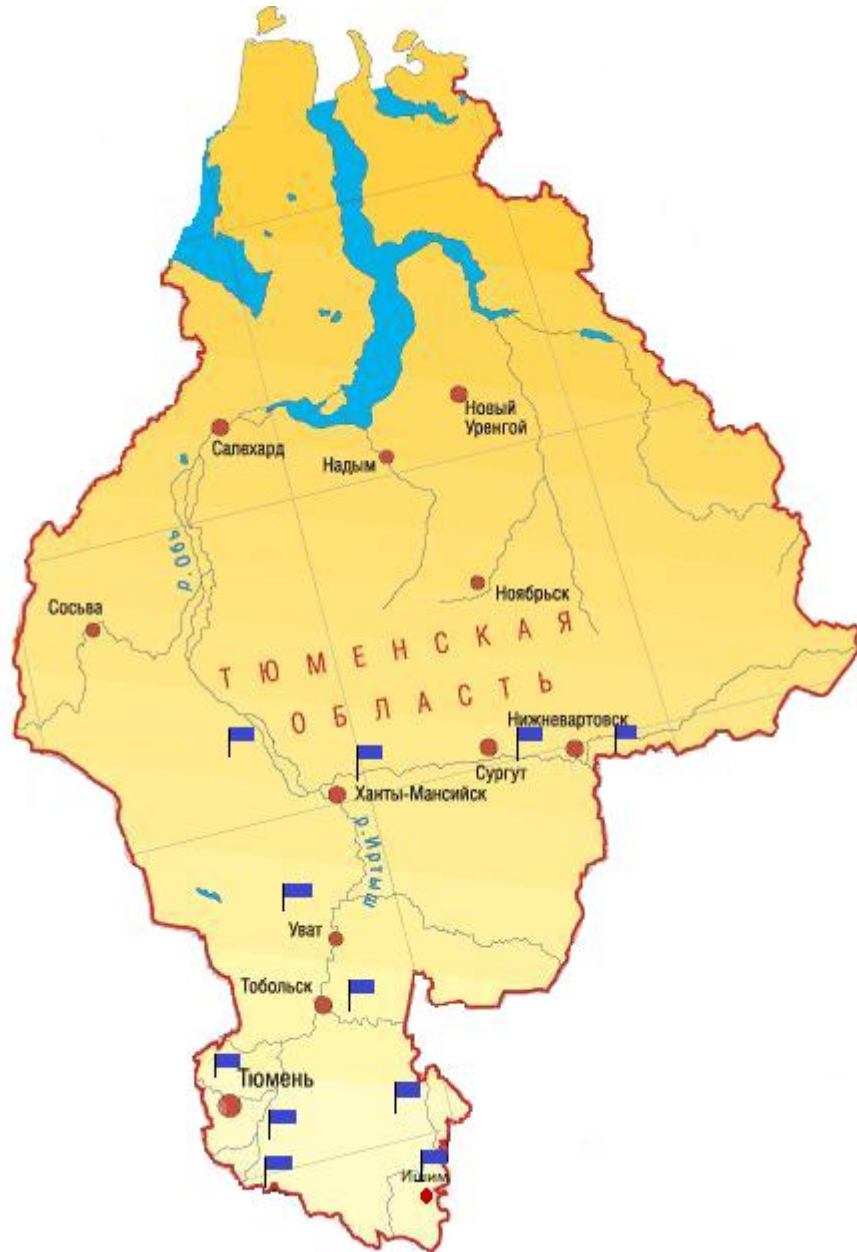 Новый
Уренгой
Салехард
Надым
р.Обь
Ноябрьск
Сосьва
ТЮМЕНСКАЯ
ОБЛАСТЬ
Нижневартовск
Сургут
Ханты-Мансийск
р.Иртыш
Уват
Тобольск
Тюмень
Ишим